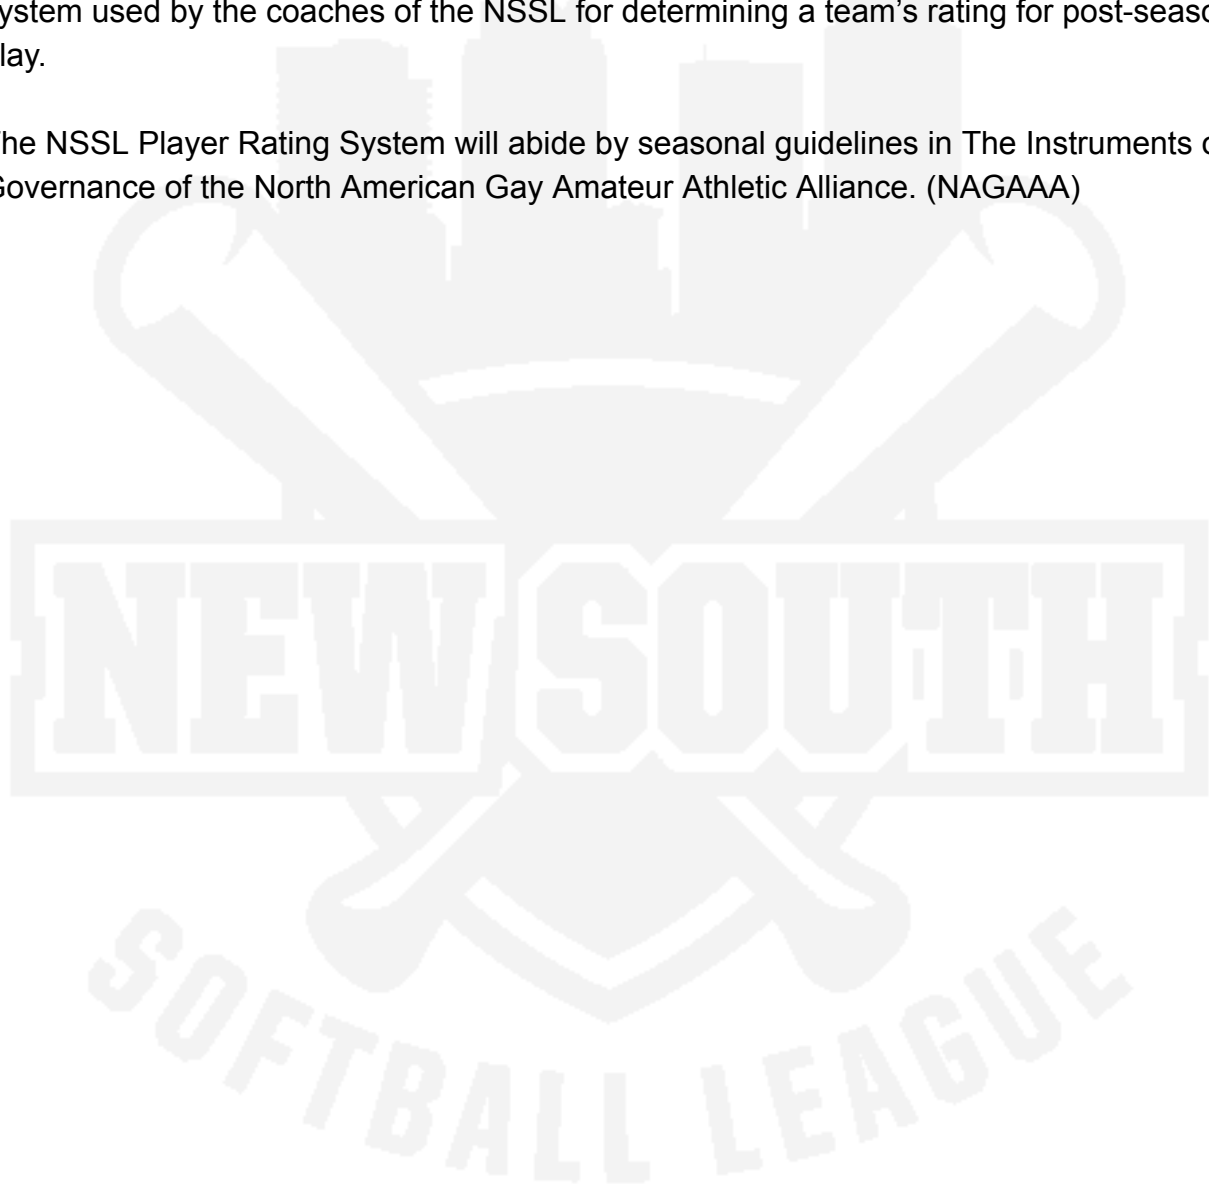 ystem used by the coaches of the NSSL for determining a team’s rating for post-seaso
lay.
he NSSL Player Rating System will abide by seasonal guidelines in The Instruments o
Governance of the North American Gay Amateur Athletic Alliance. (NAGAAA)
NEW SOUTH
SOFTBALL LEAGUE